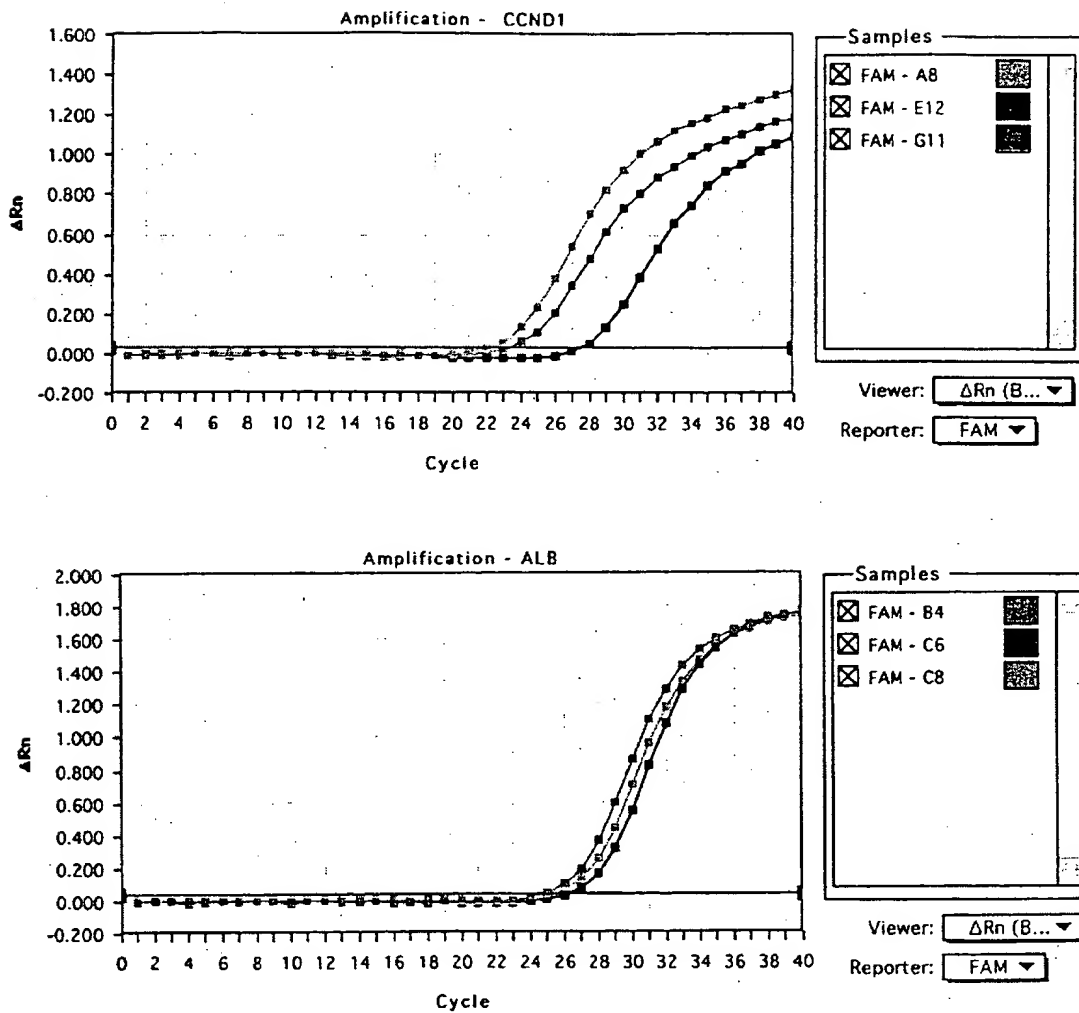 Amplification - CCND1
1.600
1.400
1.200
1.000
0.800
0.600
0.400
0.200
0.000
-0.200
ΔRn
0 2 4 6 8 10 12 14 16 18 20 22 24 26 28 30 32 34 36 38 40
Cycle
Samples
FAM - A8
FAM - E12
FAM - G11
Viewer: ΔRn (B...
Reporter: FAM
Amplification - ALB
2.000
1.800
1.600
1.400
1.200
1.000
0.800
0.600
0.400
0.200
0.000
-0.200
ΔRn
0 2 4 6 8 10 12 14 16 18 20 22 24 26 28 30 32 34 36 38 40
Cycle
Samples
FAM - B4
FAM - C6
FAM - C8
Viewer: ΔRn (B...
Reporter: FAM